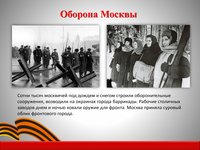 Оборона Москвы
Сотни тысяч москвичей под дождем и снегом строили оборонительные
сооружения, возводили на окраинах города баррикады. Рабочие столичных
заводов днем и ночью ковали оружие для фронта. Москва приняла суровый
облик фронтового города.